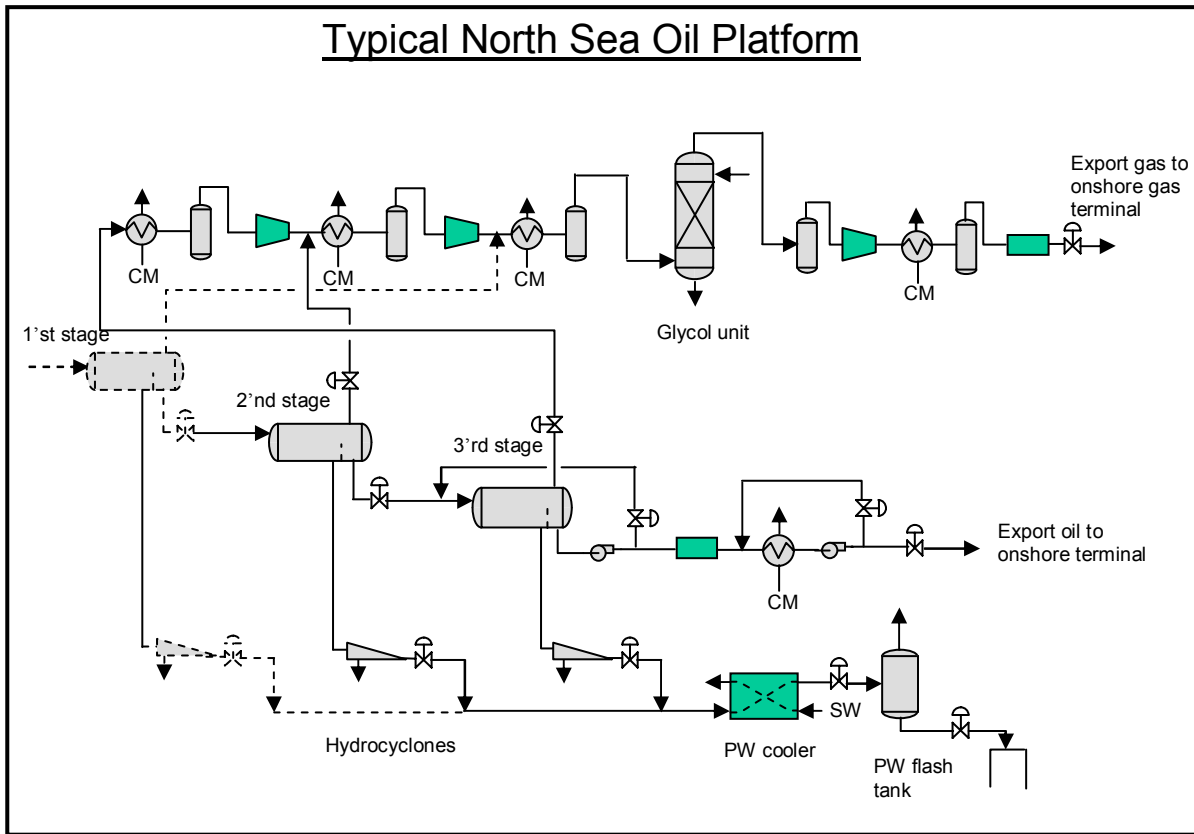 Typical North Sea Oil Platform
Export gas to
onshore gas
terminal
CM
CM
CM
CM
Glycol unit
1’st stage
2’nd stage
3’rd stage
Export oil to
onshore terminal
CM
SW
Hydrocyclones
PW cooler
PW flash
tank